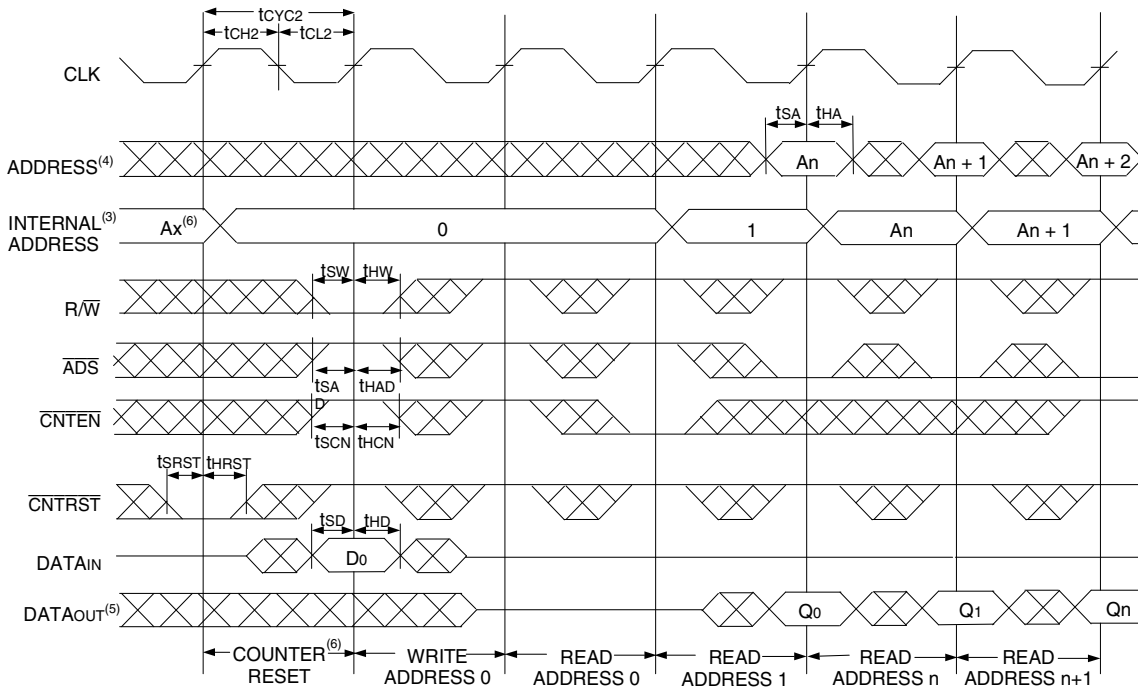 tCYC2
tCH2 tCL2
CLK
tSA tHA
ADDRESS(4) An An + 1 An + 2
INTERNAL(3) ADDRESS Ax(6) 0 1 An An + 1
tSW tHW
R/W
ADS
tSAD tHAD
CNTEN
tSCN tHCN
tSRST tHRST
CNTRST
tSD tHD
DATAIN D0
DATAOUT(5) Q0 Q1 Qn
COUNTER(6) RESET
WRITE ADDRESS 0
READ ADDRESS 0
READ ADDRESS 1
READ ADDRESS n
READ ADDRESS n+1